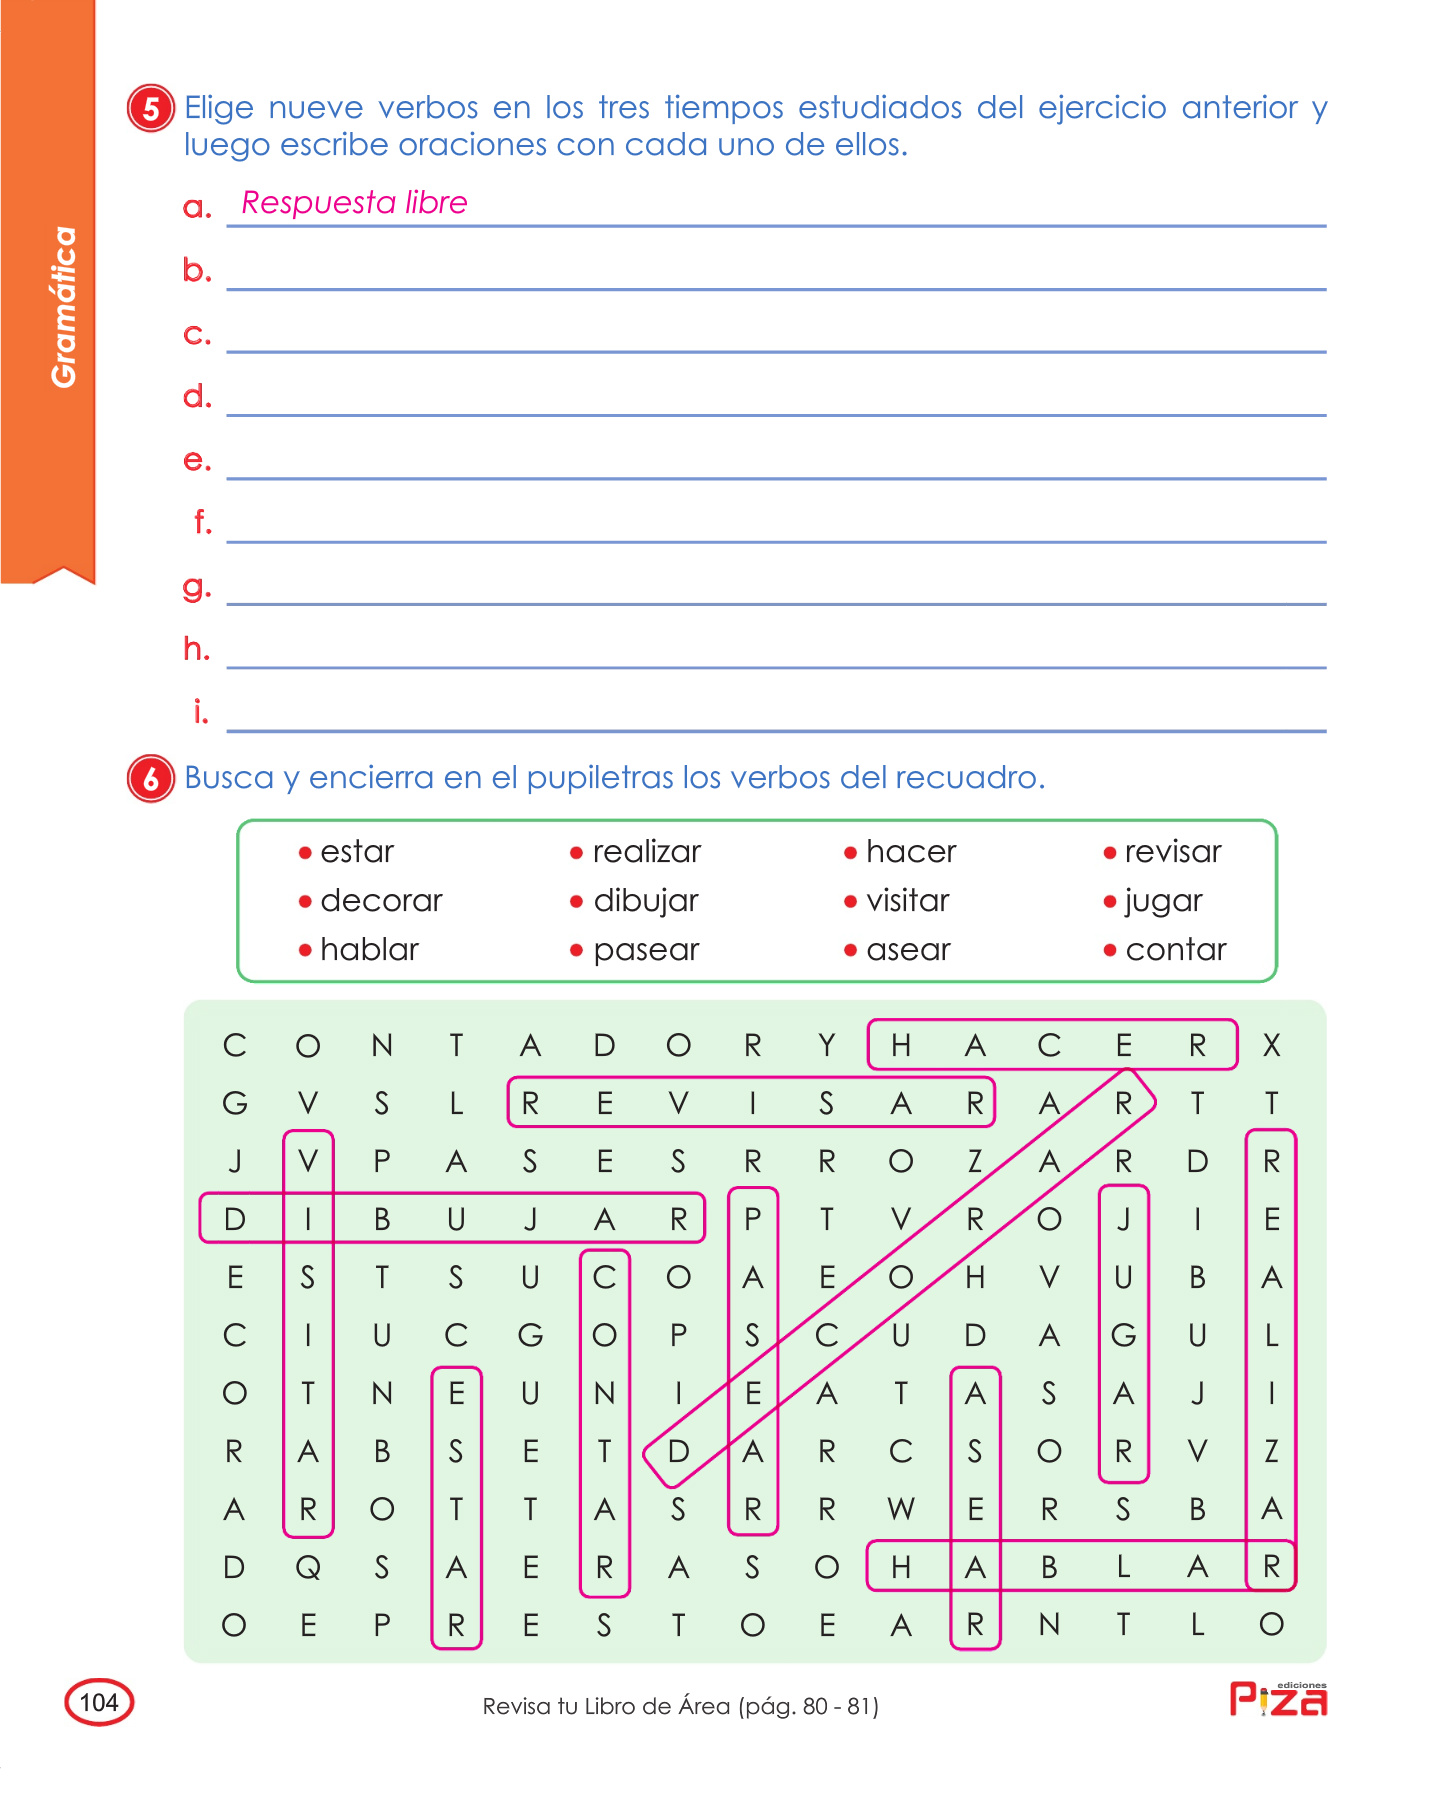 Gramática
5 Elige nueve verbos en los tres tiempos estudiados del ejercicio anterior y
luego escribe oraciones con cada uno de ellos.
a. Respuesta libre
b.
c.
d.
e.
f.
g.
h.
i.
6 Busca y encierra en el pupiletras los verbos del recuadro.
• estar • realizar • hacer • revisar
• decorar • dibujar • visitar • jugar
• hablar • pasear • asear • contar
C O N T A D O R Y H A C E R X
G V S L R E V I S A R A R T T
J V P A S E S R R O Z A R D R
D I B U J A R P T V R O J I E
E S T S U C O A E O H V U B A
C I U C G O P S C U D A G U L
O T N E U N I E A T A S A J I
R A B S E T D A R C S O R V Z
A R O T T A S R R W E R S B A
D Q S A E R A S O H A B L A R
O E P R E S T O E A R N T L O
104
Revisa tu Libro de Área (pág. 80 - 81)
ediciones
Piza